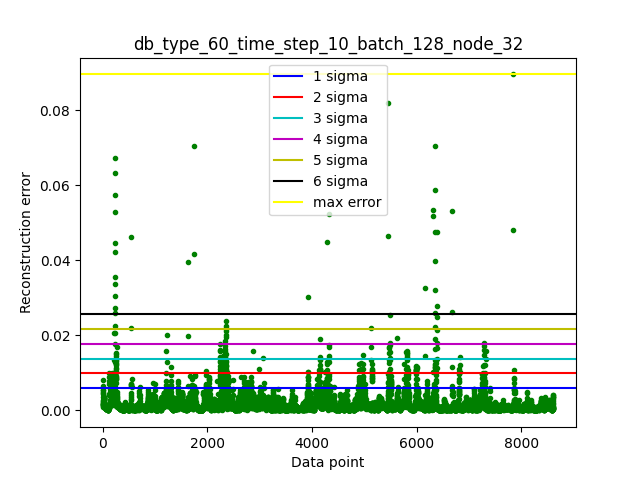 db_type_60_time_step_10_batch_128_node_32
1 sigma
2 sigma
3 sigma
4 sigma
5 sigma
6 sigma
max error
Reconstruction error
0.08
0.06
0.04
0.02
0.00
0 2000 4000 6000 8000
Data point